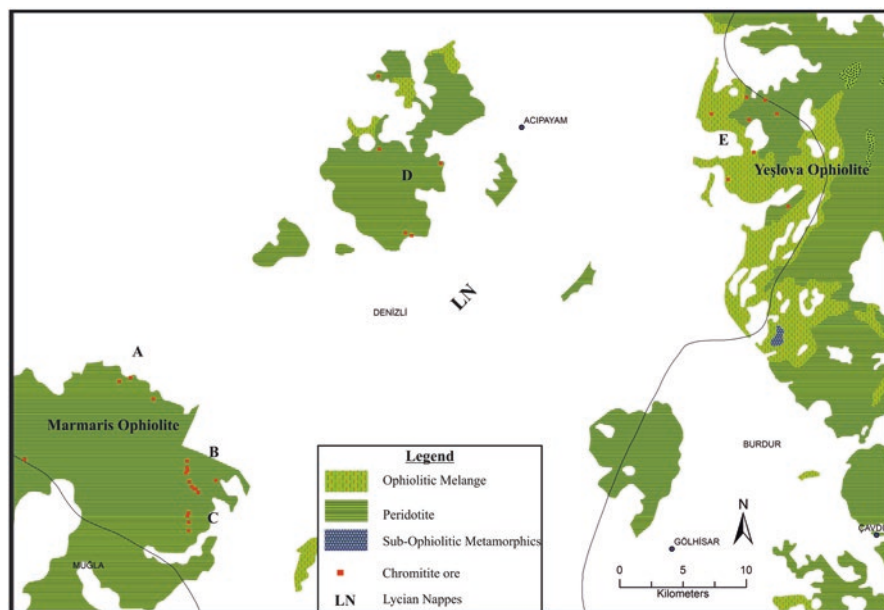 ACIPAYAM
E
D
Yeşlova Ophiolite
LN
DENİZLİ
A
Marmaris Ophiolite
B
BURDUR
C
Legend
Ophiolitic Melange
Peridotite
Sub-Ophiolitic Metamorphics
Chromitite ore
LN Lycian Nappes
N
GÖLHİSAR
ÇAVDI
MUĞLA
0 5 10
Kilometers